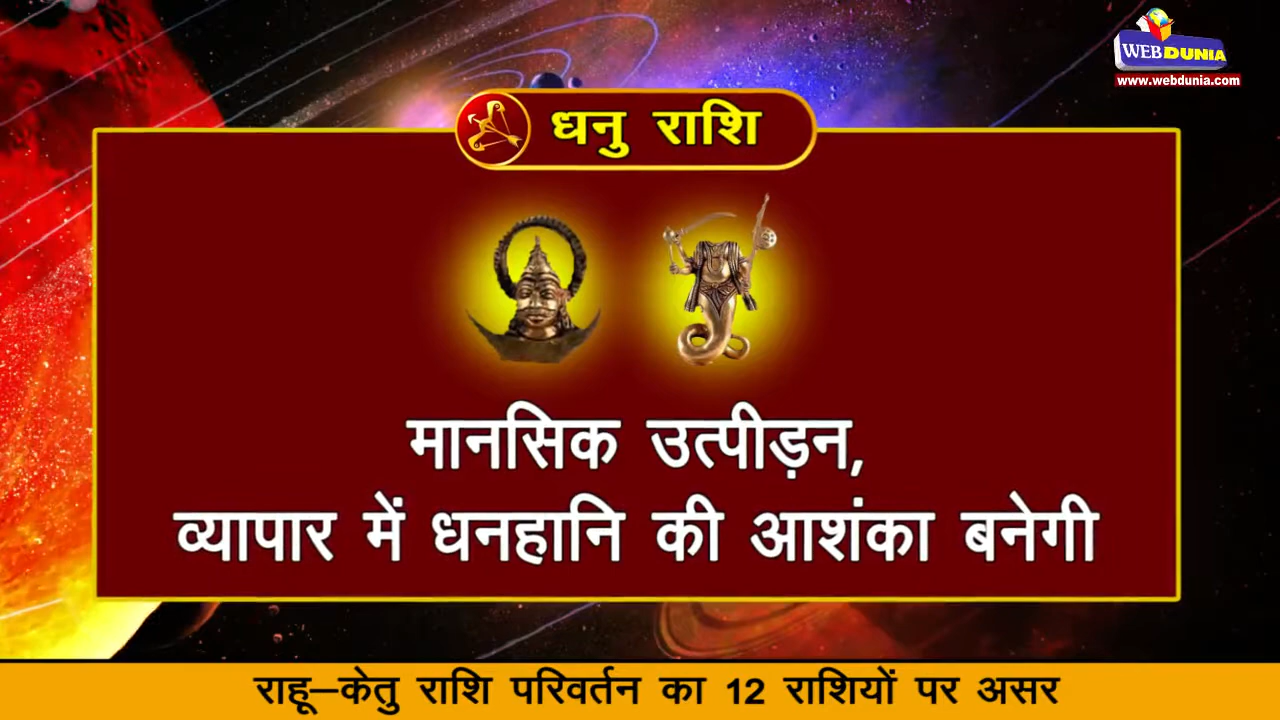 WEBDUNIA
www.webdunia.com
धनु राशि
मानसिक उत्पीड़न,
व्यापार में धनहानि की आशंका बनेगी
राहू–केतु राशि परिवर्तन का 12 राशियों पर असर